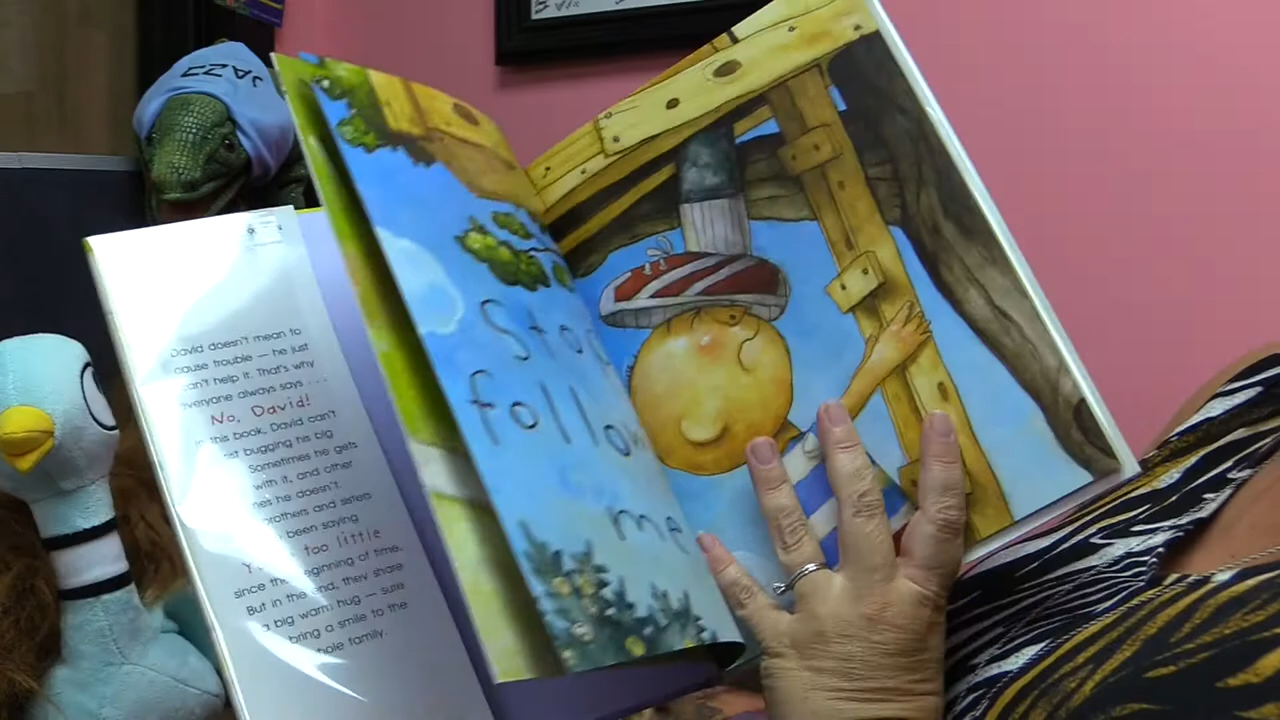 JAZZ
David doesn't mean to
cause trouble — he just
can't help it. That's why
everyone always says . . .
No, David!
in this book, David can't
bugging his big
Sometimes he gets
with it, and other
he doesn't.
brothers and sisters
been saying
too little
since the beginning of time.
But in the end, they share
a big warm hug — sure
bring a smile to the
whole family.
Stop
follow
me